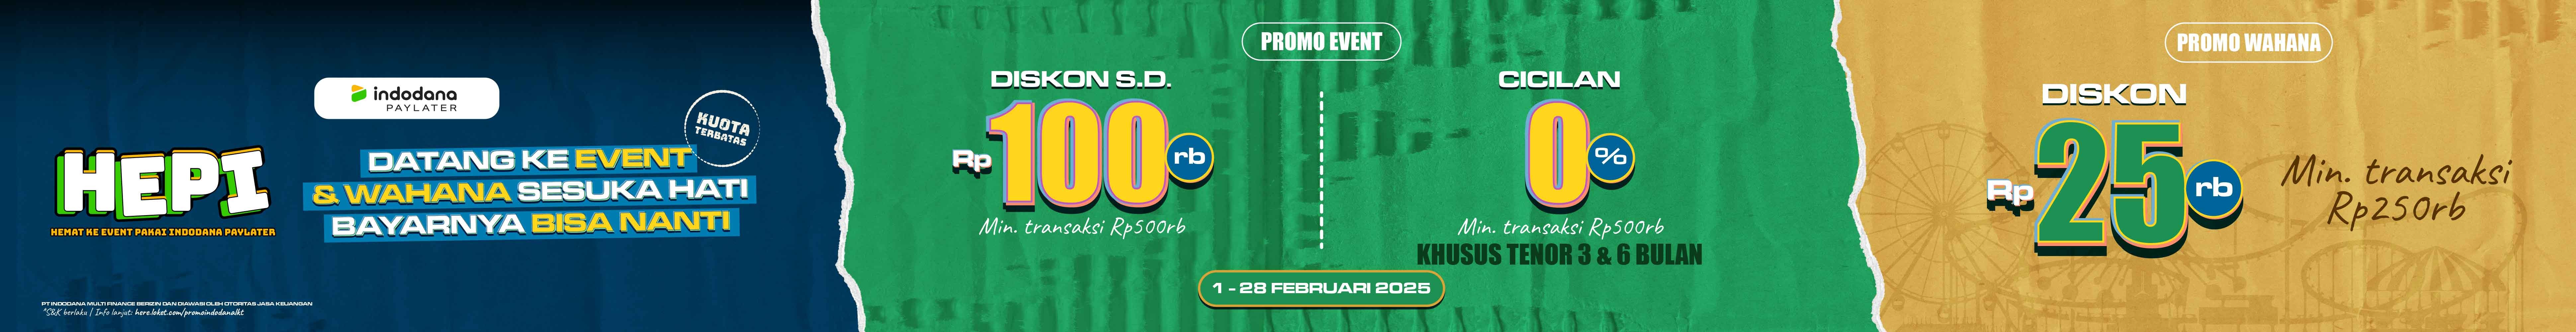 indodana
PAYLATER
KUOTA
TERBATAS
HEPI
HEMAT KE EVENT PAKAI INDODANA PAYLATER
DATANG KE EVENT
& WAHANA SESUKA HATI
BAYARNYA BISA NANTI
PT INDODANA MULTI FINANCE BERIZIN DAN DIAWASI OLEH OTORITAS JASA KEUANGAN
*S&K berlaku | Info lanjut: here.loket.com/promoindodanalkt
PROMO EVENT
DISKON S.D.
Rp 100 rb
Min. transaksi Rp500rb
CICILAN
0%
Min. transaksi Rp500rb
KHUSUS TENOR 3 & 6 BULAN
1 - 28 FEBRUARI 2025
PROMO WAHANA
DISKON
Rp 25 rb
Min. transaksi
Rp250rb